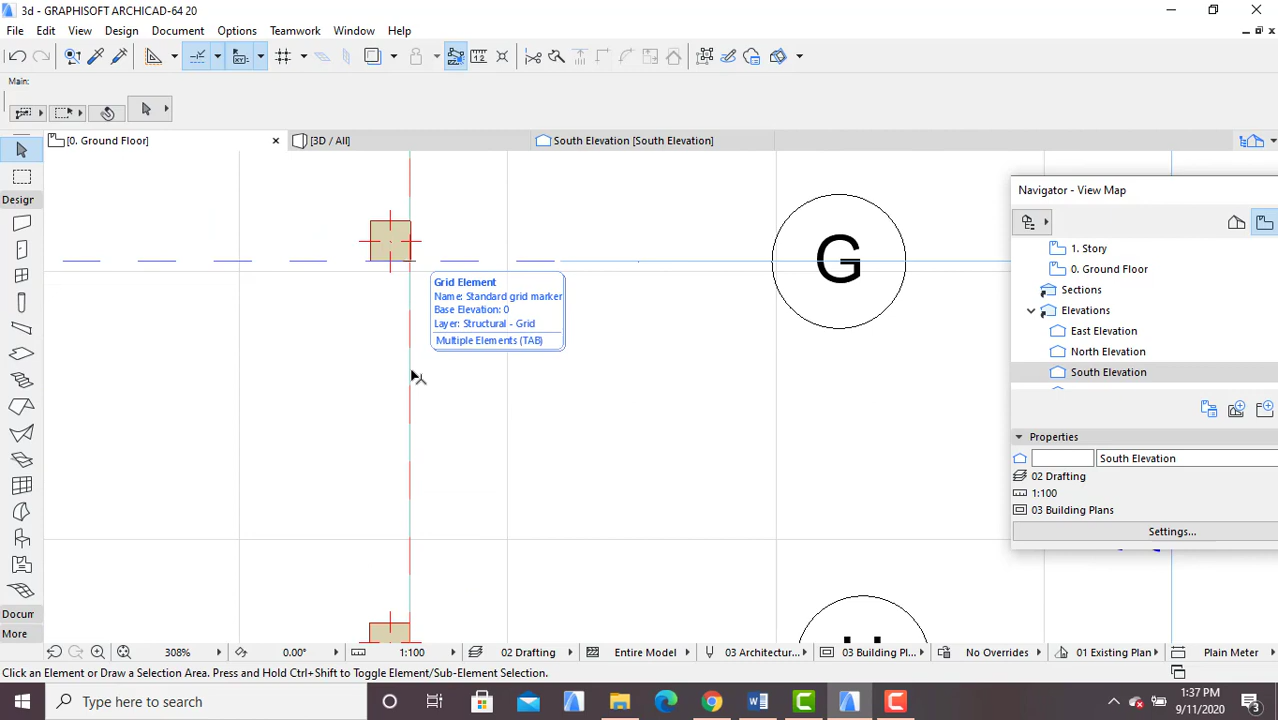 3d - GRAPHISOFT ARCHICAD-64 20
File Edit View Design Document Options Teamwork Window Help
Main:
[0. Ground Floor]
[3D / All]
South Elevation [South Elevation]
Design
Navigator - View Map
1. Story
0. Ground Floor
Sections
Elevations
East Elevation
North Elevation
South Elevation
G
Grid Element
Name: Standard grid marker
Base Elevation: 0
Layer: Structural - Grid
Multiple Elements (TAB)
Properties
South Elevation
02 Drafting
1:100
03 Building Plans
Settings...
Docum
More
308% 0.00° 1:100 02 Drafting Entire Model 03 Architectur... 03 Building Pl... No Overrides 01 Existing Plan Plain Meter
Click an Element or Draw a Selection Area. Press and Hold Ctrl+Shift to Toggle Element/Sub-Element Selection.
Type here to search
1:37 PM
9/11/2020
3